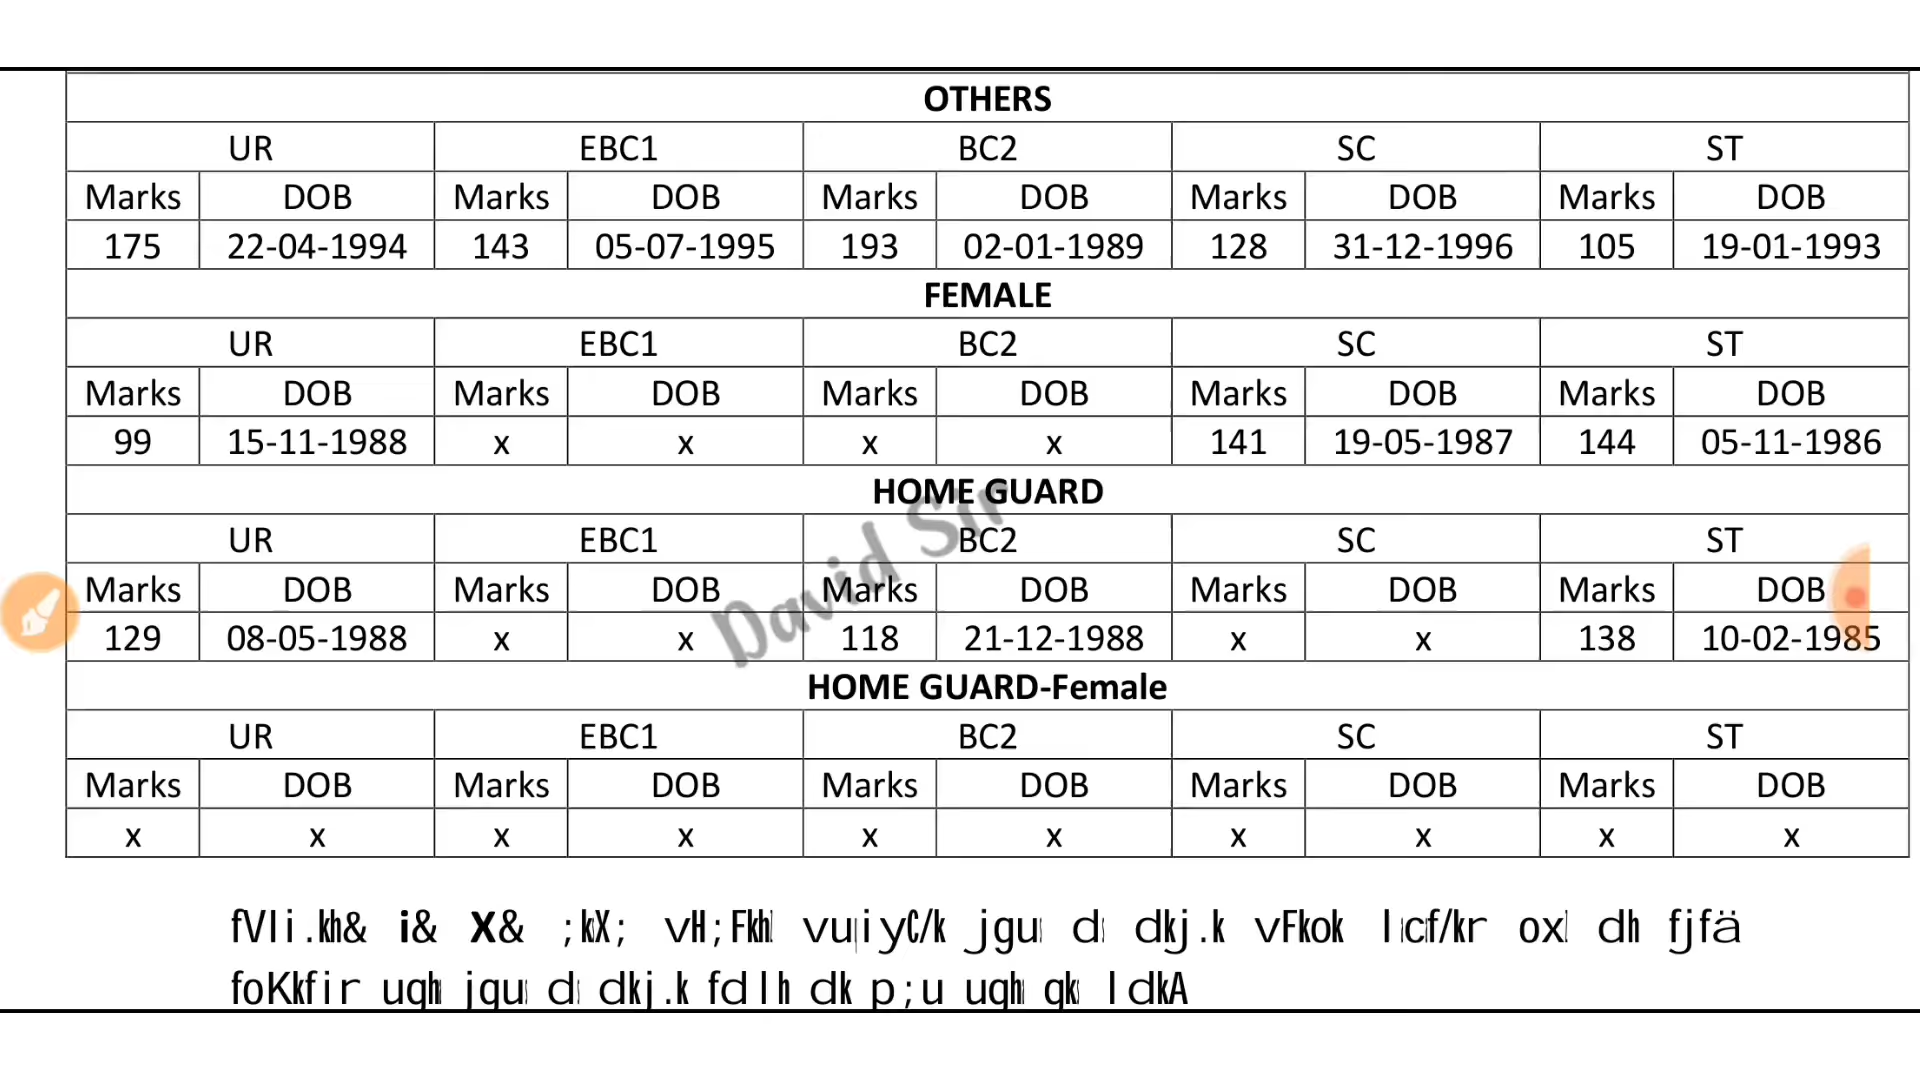 OTHERS
UR EBC1 BC2 SC ST
Marks DOB Marks DOB Marks DOB Marks DOB Marks DOB
175 22-04-1994 143 05-07-1995 193 02-01-1989 128 31-12-1996 105 19-01-1993
FEMALE
UR EBC1 BC2 SC ST
Marks DOB Marks DOB Marks DOB Marks DOB Marks DOB
99 15-11-1988 x x x x 141 19-05-1987 144 05-11-1986
HOME GUARD
UR EBC1 BC2 SC ST
Marks DOB Marks DOB Marks DOB Marks DOB Marks DOB
129 08-05-1988 x x 118 21-12-1988 x x 138 10-02-1985
David Sir
HOME GUARD-Female
UR EBC1 BC2 SC ST
Marks DOB Marks DOB Marks DOB Marks DOB Marks DOB
x x x x x x x x x x